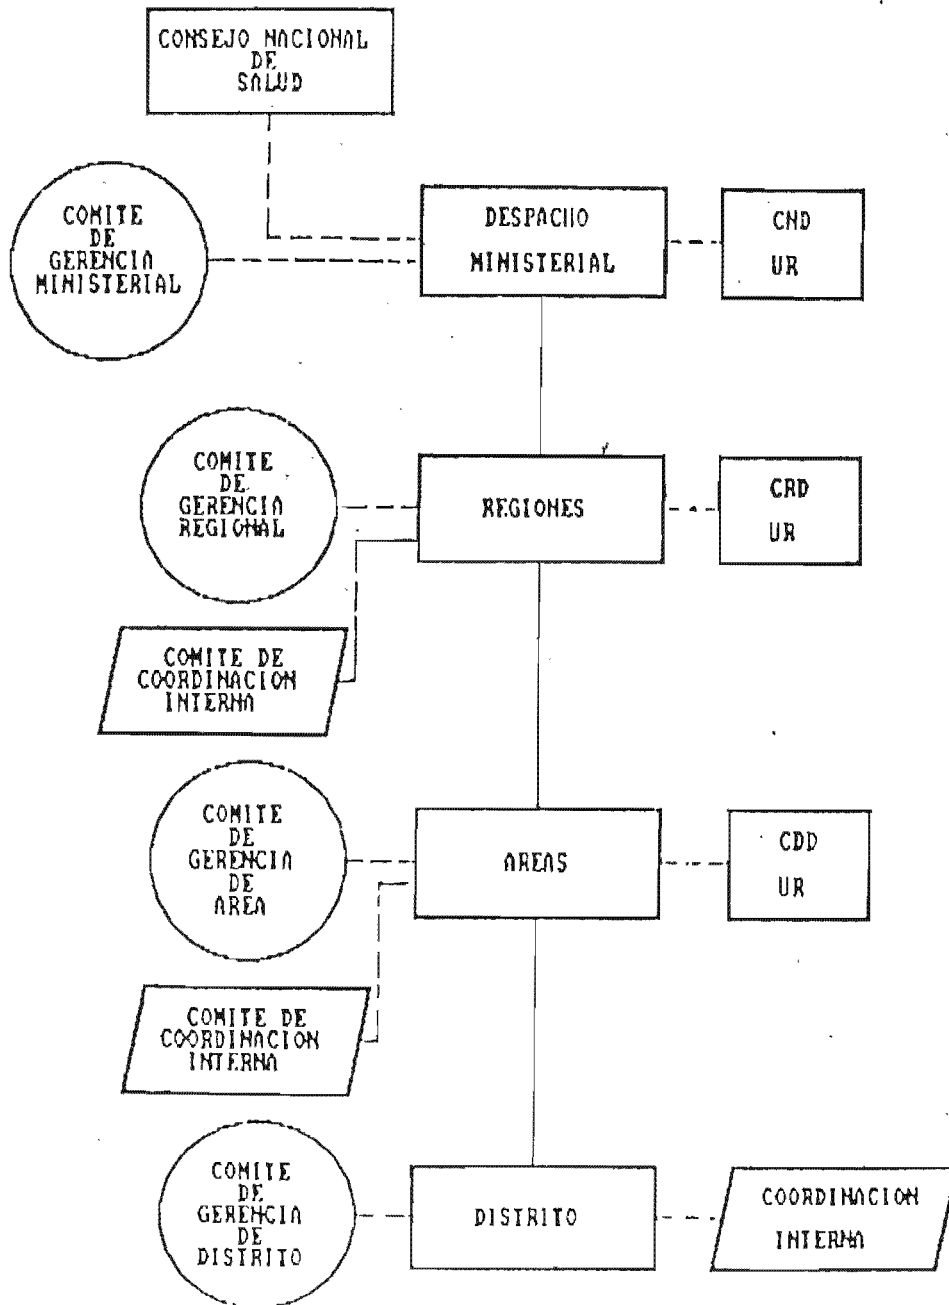 CONSEJO NACIONAL
DE
SALUD
COMITE
DE
GERENCIA
MINISTERIAL
DESPACHO
MINISTERIAL
CND
UR
COMITE
DE
GERENCIA
REGIONAL
REGIONES
CRD
UR
COMITE DE
COORDINACION
INTERNA
COMITE
DE
GERENCIA
DE
AREA
AREAS
CDD
UR
COMITE DE
COORDINACION
INTERNA
COMITE
DE
GERENCIA
DE
DISTRITO
DISTRITO
COORDINACION
INTERNA